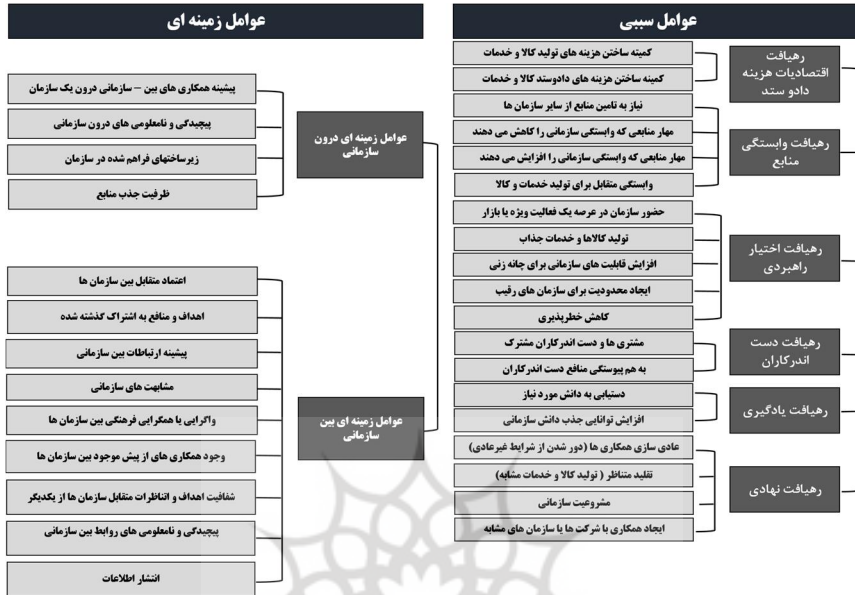 عوامل سببی
رهیافت
اقتصادیات هزینه
دادو ستد
کمینه ساختن هزینه های تولید کالا و خدمات
کمینه ساختن هزینه های دادوستد کالا و خدمات
رهیافت وابستگی
منابع
نیاز به تامین منابع از سایر سازمان ها
مهار منابعی که وابستگی سازمانی را کاهش می دهند
مهار منابعی که وابستگی سازمانی را افزایش می دهند
وابستگی متقابل برای تولید خدمات و کالا
رهیافت اختیار
راهبردی
حضور سازمان در عرصه یک فعالیت ویژه یا بازار
تولید کالاها و خدمات جذاب
افزایش قابلیت های سازمانی برای چانه زنی
ایجاد محدودیت برای سازمان های رقیب
کاهش خطرپذیری
رهیافت دست
اندرکاران
مشتری ها و دست اندرکاران مشترک
به هم پیوستگی منافع دست اندرکاران
رهیافت یادگیری
دستیابی به دانش مورد نیاز
افزایش توانایی جذب دانش سازمانی
رهیافت نهادی
عادی سازی همکاری ها (دور شدن از شرایط غیرعادی)
تقلید متناظر ( تولید کالا و خدمات مشابه)
مشروعیت سازمانی
ایجاد همکاری با شرکت ها یا سازمان های مشابه
عوامل زمینه ای
عوامل زمینه ای درون
سازمانی
پیشینه همکاری های بین – سازمانی درون یک سازمان
پیچیدگی و نامعلومی های درون سازمانی
زیرساختهای فراهم شده در سازمان
ظرفیت جذب منابع
عوامل زمینه ای بین
سازمانی
اعتماد متقابل بین سازمان ها
اهداف و منافع به اشتراک گذشته شده
پیشینه ارتباطات بین سازمانی
مشابهت های سازمانی
واگرایی یا همگرایی فرهنگی بین سازمان ها
وجود همکاری های از پیش موجود بین سازمان ها
شفافیت اهداف و انتظارات متقابل سازمان ها از یکدیگر
پیچیدگی و نامعلومی های روابط بین سازمانی
انتشار اطلاعات